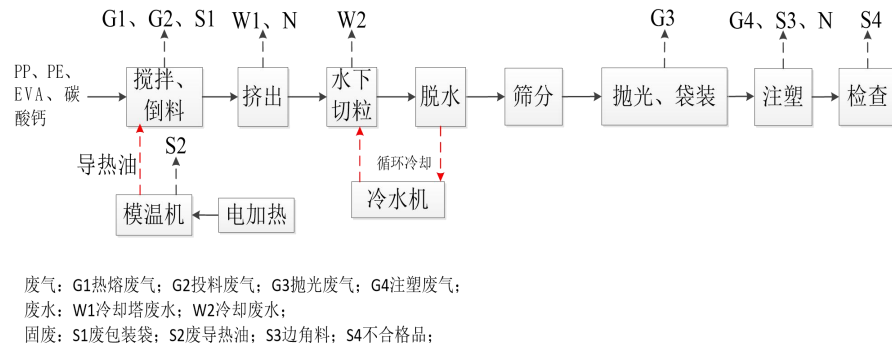 G1、G2、S1
W1、N
W2
G3
G4、S3、N
S4
PP、PE、
EVA、碳
酸钙
搅拌、
倒料
挤出
水下
切粒
脱水
筛分
抛光、袋装
注塑
检查
导热油
S2
循环冷却
模温机
电加热
冷水机
废气：G1热熔废气；G2投料废气；G3抛光废气；G4注塑废气；
废水：W1冷却塔废水；W2冷却废水；
固废：S1废包装袋；S2废导热油；S3边角料；S4不合格品；